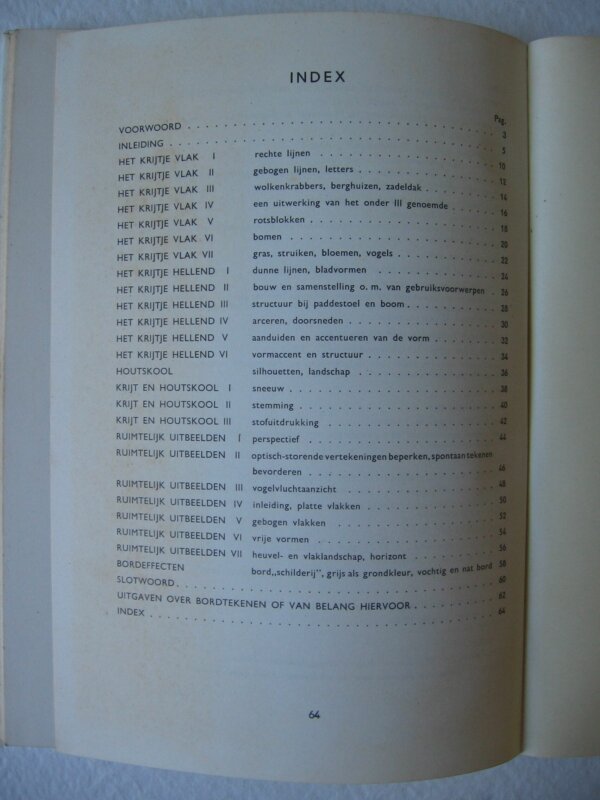 INDEX
Pag.
VOORWOORD . . . . . . . . . . . . . . . . . . . . 3
INLEIDING . . . . . . . . . . . . . . . . . . . . 5
HET KRIJTJE VLAK I rechte lijnen . . . . . . . . . . 10
HET KRIJTJE VLAK II gebogen lijnen, letters . . . . . . . . 12
HET KRIJTJE VLAK III wolkenkrabbers, berghuizen, zadeldak . . . . 14
HET KRIJTJE VLAK IV een uitwerking van het onder III genoemde . . . 16
HET KRIJTJE VLAK V rotsblokken . . . . . . . . . . 18
HET KRIJTJE VLAK VI bomen . . . . . . . . . . 20
HET KRIJTJE VLAK VII gras, struiken, bloemen, vogels . . . . . . 22
HET KRIJTJE HELLEND I dunne lijnen, bladvormen . . . . . . . . 24
HET KRIJTJE HELLEND II bouw en samenstelling o. m. van gebruiksvoorwerpen . 26
HET KRIJTJE HELLEND III structuur bij paddestoel en boom . . . . . . 28
HET KRIJTJE HELLEND IV arceren, doorsneden . . . . . . . . 30
HET KRIJTJE HELLEND V aanduiden en accentueren van de vorm . . . . 32
HET KRIJTJE HELLEND VI vormaccent en structuur . . . . . . . . 34
HOUTSKOOL silhouetten, landschap . . . . . . . . 36
KRIJT EN HOUTSKOOL I sneeuw . . . . . . . . . . 38
KRIJT EN HOUTSKOOL II stemming . . . . . . . . . . 40
KRIJT EN HOUTSKOOL III stofuitdrukking . . . . . . . . . . 42
RUIMTELIJK UITBEELDEN I perspectief . . . . . . . . . . 44
RUIMTELIJK UITBEELDEN II optisch-storende vertekeningen beperken, spontaan tekenen
bevorderen . . . . . . . . . . 46
RUIMTELIJK UITBEELDEN III vogelvluchtaanzicht . . . . . . . . 48
RUIMTELIJK UITBEELDEN IV inleiding, platte vlakken . . . . . . . . 50
RUIMTELIJK UITBEELDEN V gebogen vlakken . . . . . . . . 52
RUIMTELIJK UITBEELDEN VI vrije vormen . . . . . . . . . . 54
RUIMTELIJK UITBEELDEN VII heuvel- en vlaklandschap, horizont . . . . . . 56
BORDEFFECTEN bord„schilderij", grijs als grondkleur, vochtig en nat bord 58
SLOTWOORD . . . . . . . . . . . . . . . . . . . . 60
UITGAVEN OVER BORDTEKENEN OF VAN BELANG HIERVOOR . . . . . . 62
INDEX . . . . . . . . . . . . . . . . . . . . 64
64